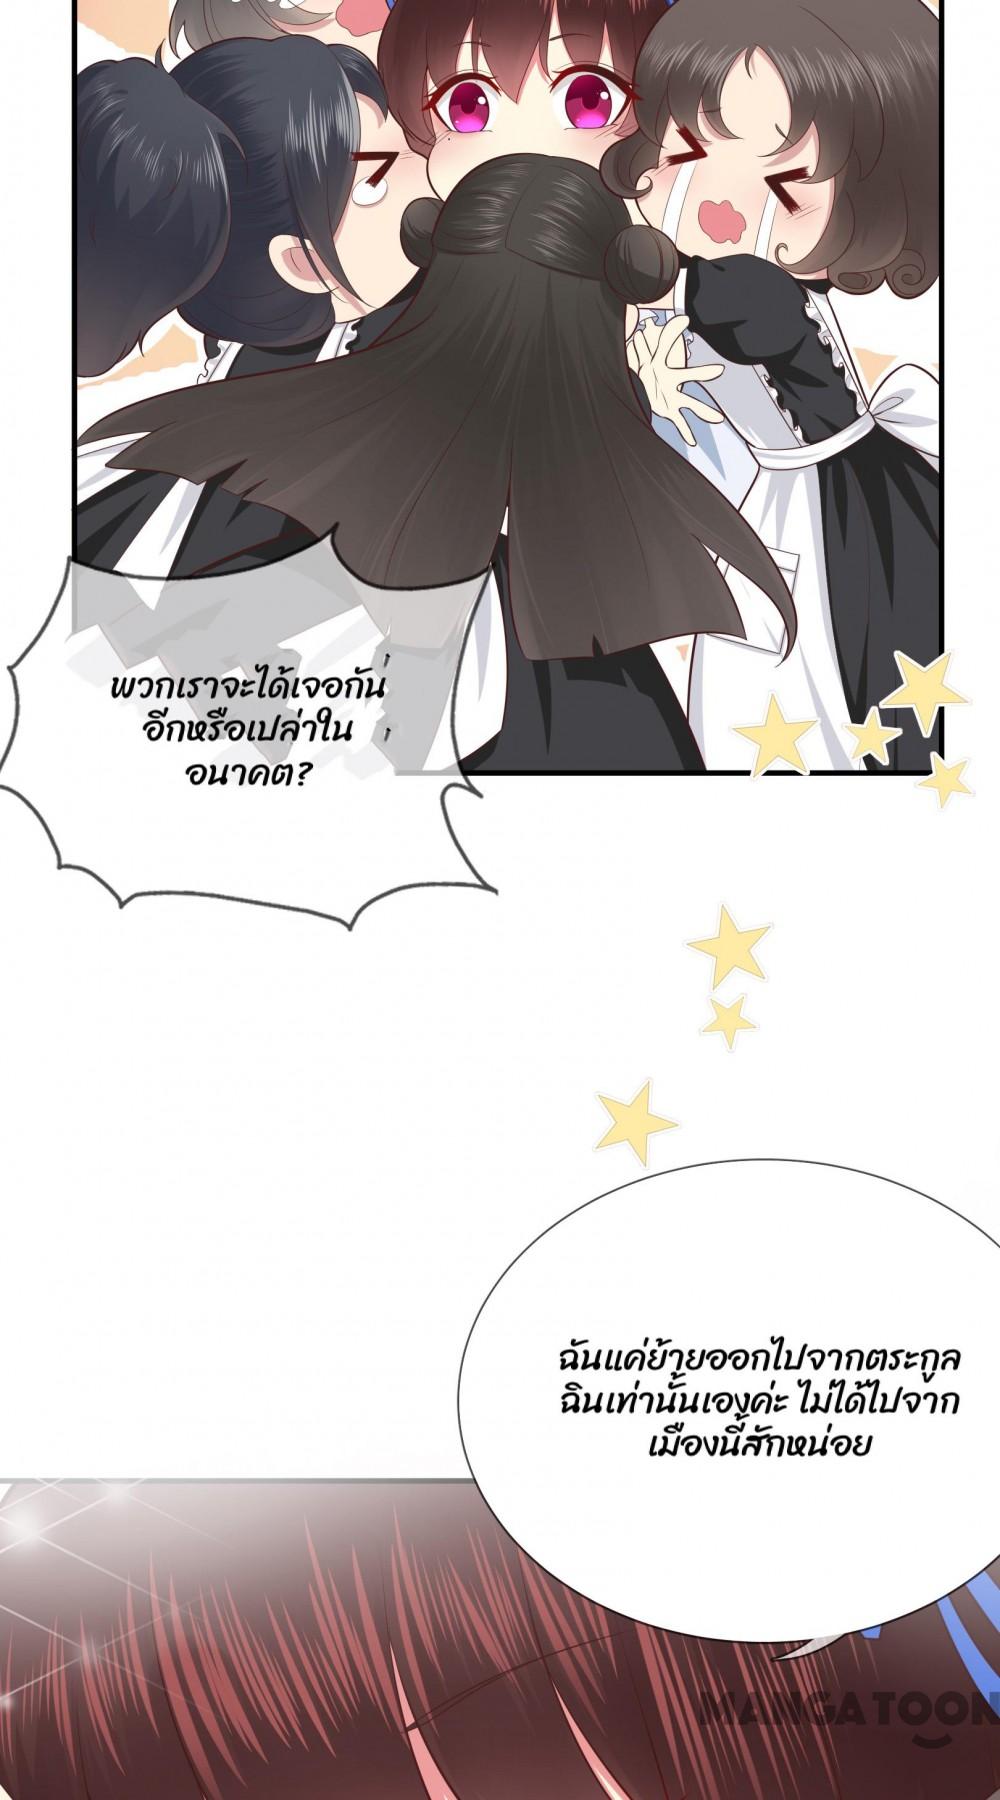 พวกเราจะได้เจอกัน
อีกหรือเปล่าใน
อนาคต?
ฉันแค่ย้ายออกไปจากตระกูล
ฉินเท่านั้นเองค่ะ ไม่ได้ไปจาก
เมืองนี้สักหน่อย
MANGA TOON